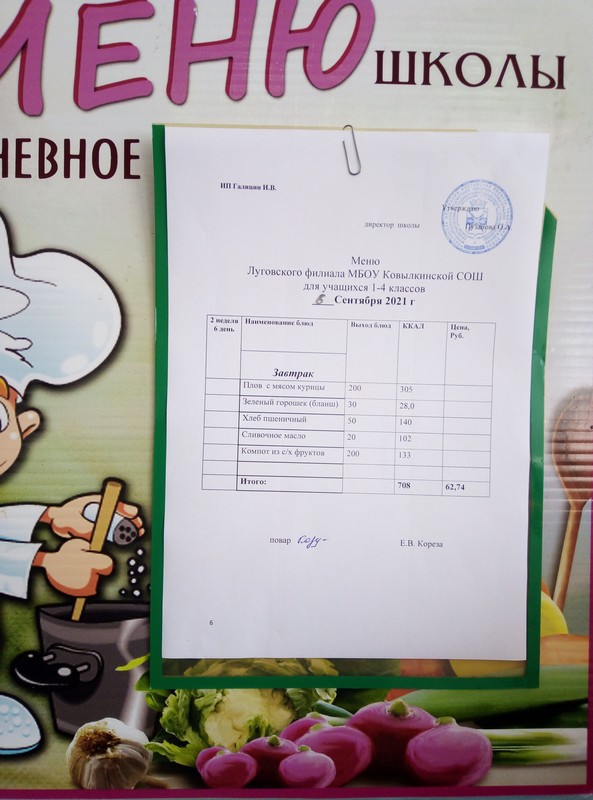 МЕНЮ
ШКОЛЫ
НЕВНОЕ
ИП Галицин И.В.
Утверждаю
директор школы
Меню
Луговского филиала МБОУ Ковылкинской СОШ
для учащихся 1-4 классов
6 Сентября 2021 г
2 неделя 6 день Наименование блюд Выход блюд ККАЛ Цена, Руб.
Завтрак
Плов с мясом курицы 200 305
Зеленый горошек (бланш) 30 28,0
Хлеб пшеничный 50 140
Сливочное масло 20 102
Компот из с/х фруктов 200 133
Итого: 708 62,74
повар Е.В. Кореза
6